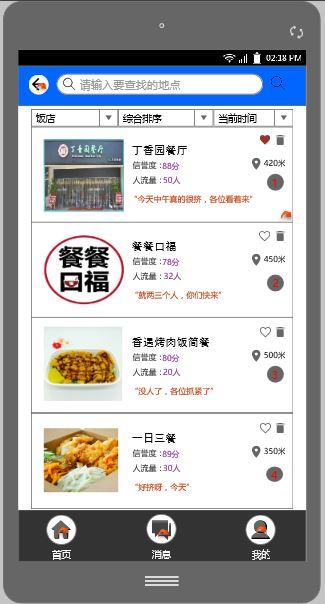 02:18 PM
请输入要查找的地点
饭店 综合排序 当前时间
丁香园餐厅
丁香园餐厅
信誉度：88分
420米
人流量：50人
1
"今天中午真的很挤，各位看着来"
餐餐口福
餐餐
口福
信誉度：78分
450米
人流量：32人
2
"就两三个人，你们快来"
香遇烤肉饭简餐
信誉度：80分
500米
人流量：20人
3
"没人了，各位抓紧了"
一日三餐
信誉度：89分
350米
人流量：30人
4
"好挤呀，今天"
首页 消息 我的